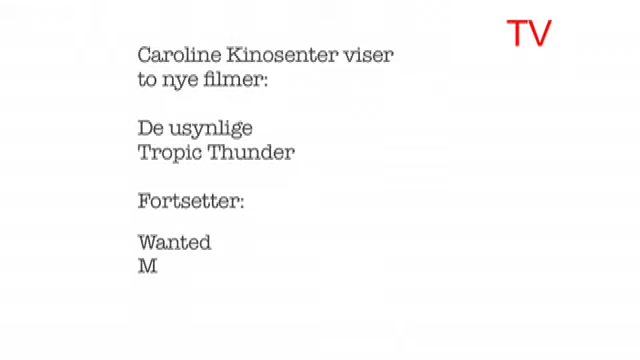 TV
Caroline Kinosenter viser
to nye filmer:
De usynlige
Tropic Thunder
Fortsetter:
Wanted
M